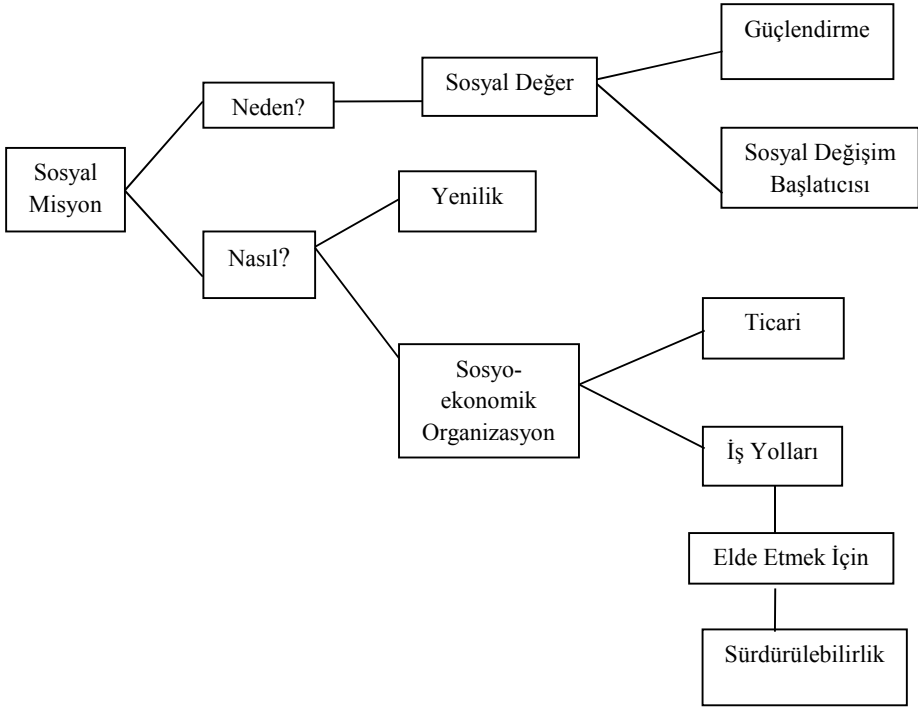 Güçlendirme
Sosyal Değer
Neden?
Sosyal Değişim
Başlatıcısı
Sosyal
Misyon
Yenilik
Nasıl?
Ticari
Sosyo-
ekonomik
Organizasyon
İş Yolları
Elde Etmek İçin
Sürdürülebilirlik